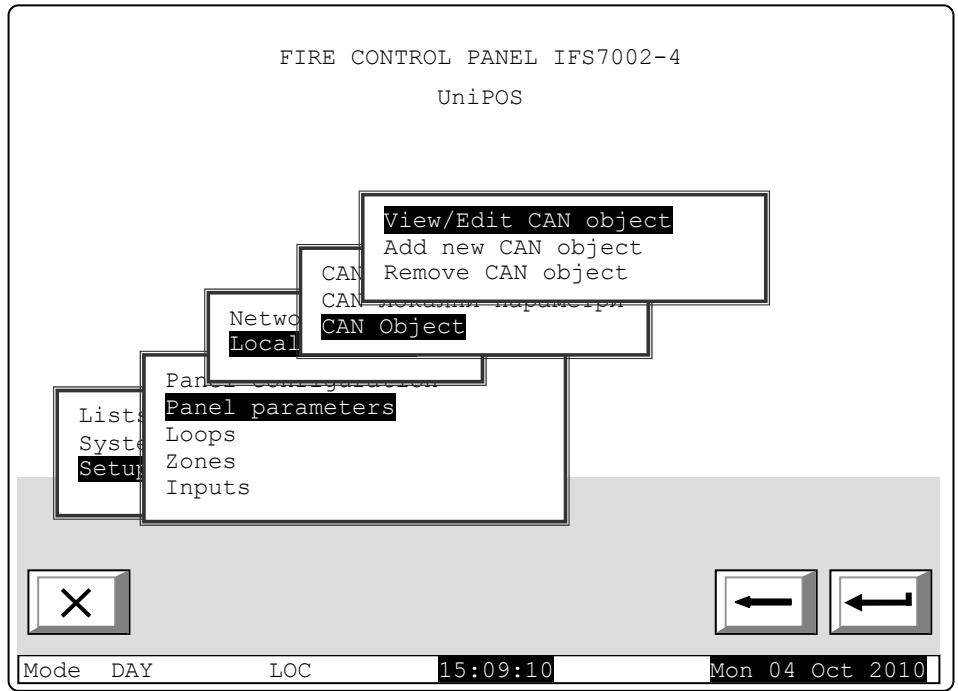 FIRE CONTROL PANEL IFS7002-4
UniPOS
View/Edit CAN object
Add new CAN object
Remove CAN object
CAN
CAN
CAN Object
Netwo
Local
Panel Configuration
Panel parameters
Loops
Zones
Inputs
Lists
Syste
Setup
Mode DAY LOC 15:09:10 Mon 04 Oct 2010